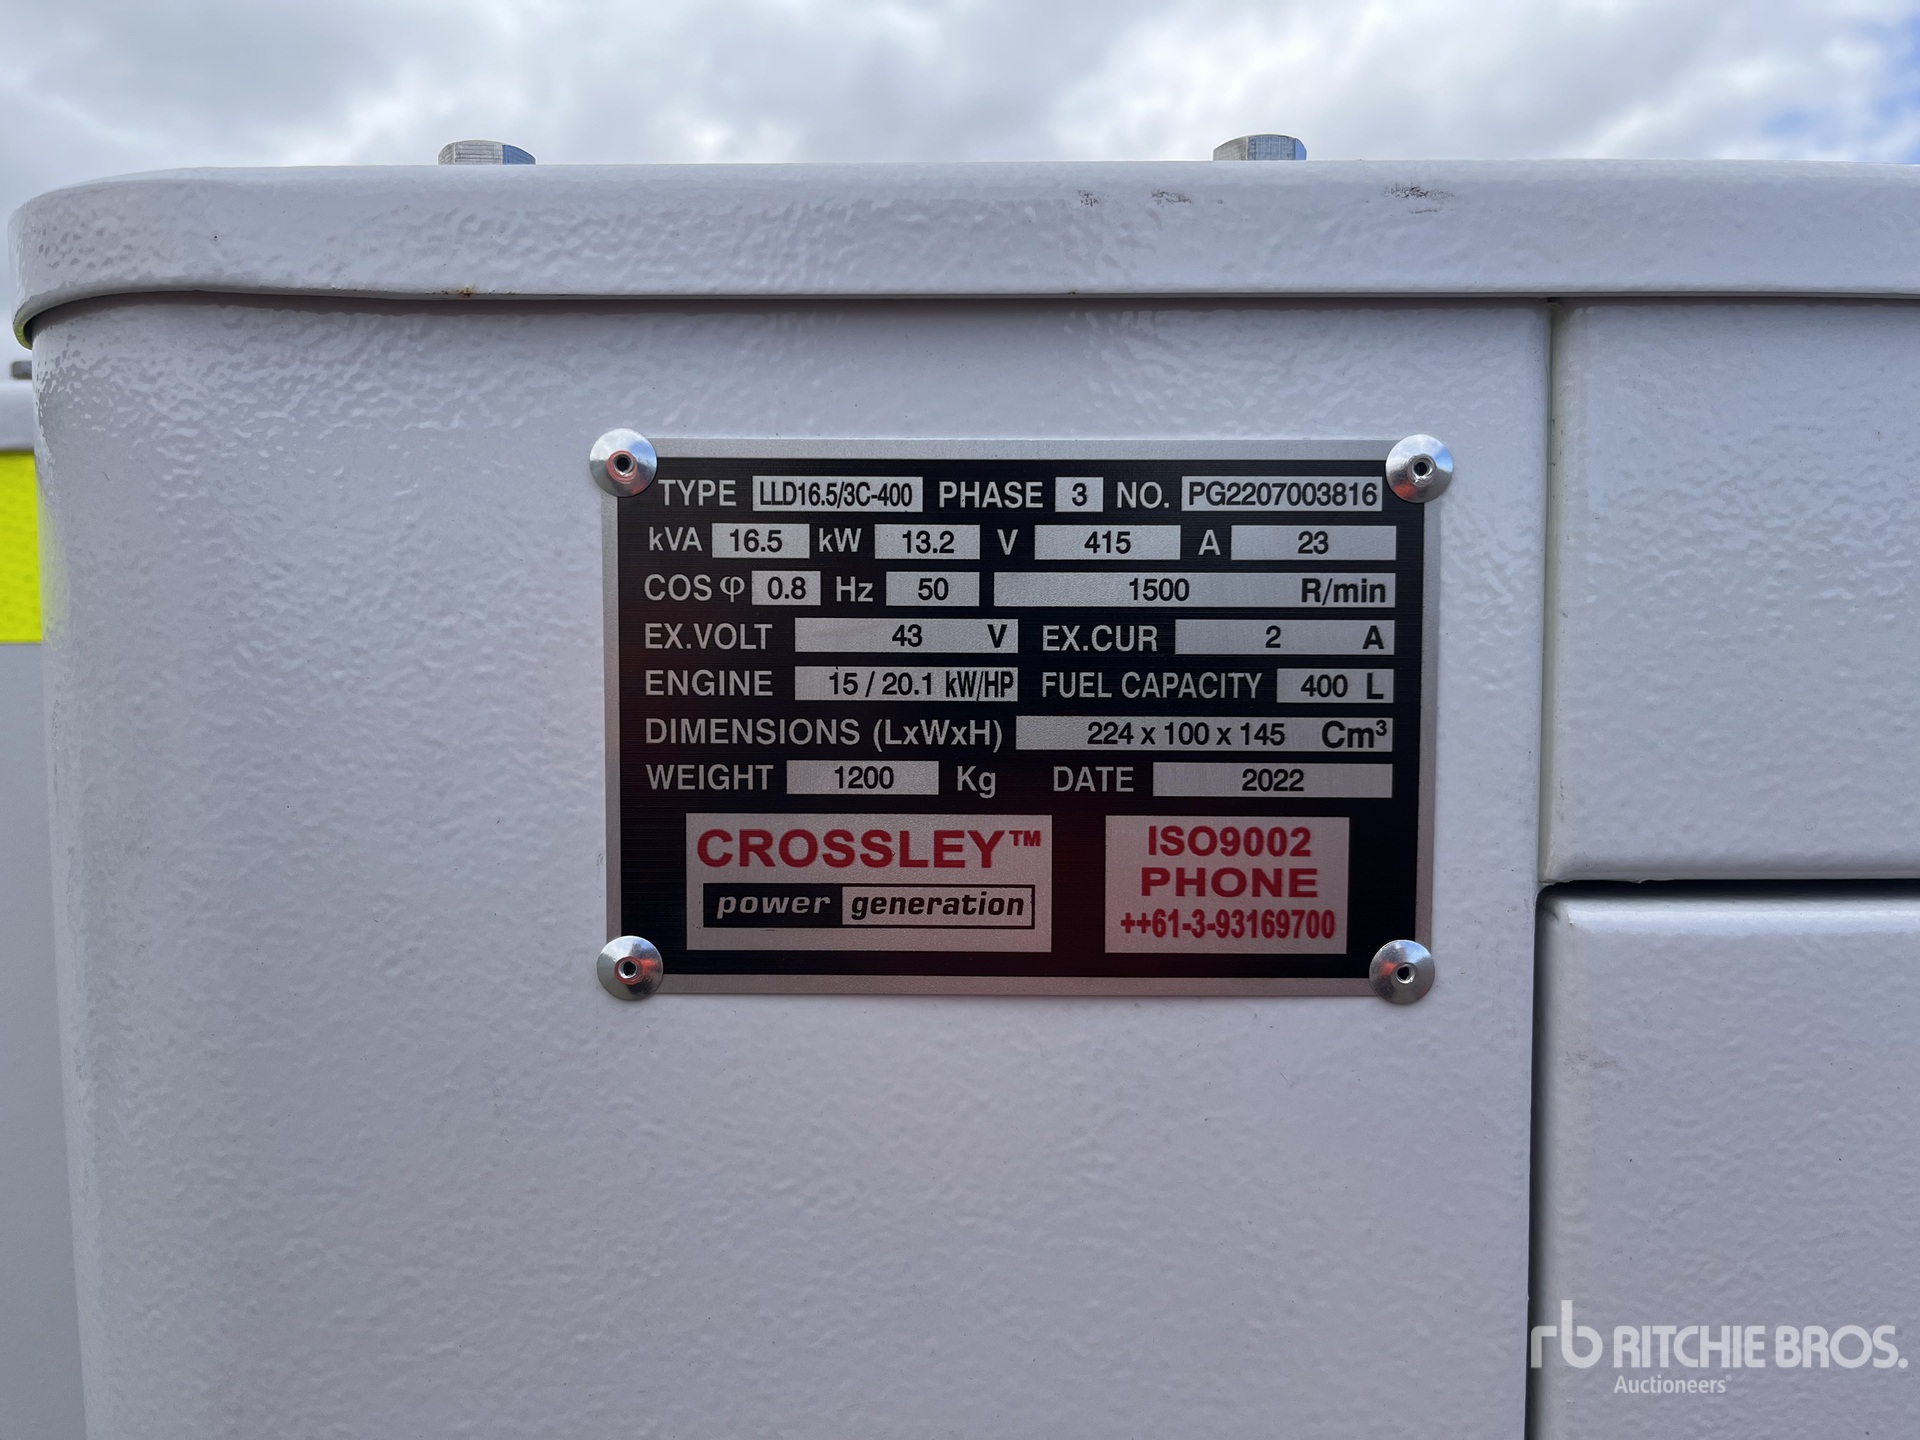 TYPE LLD16.5/3C-400 PHASE 3 NO. PG2207003816
kVA 16.5 kW 13.2 V 415 A 23
COS φ 0.8 Hz 50 1500 R/min
EX.VOLT 43 V EX.CUR 2 A
ENGINE 15 / 20.1 kW/HP FUEL CAPACITY 400 L
DIMENSIONS (LxWxH) 224 x 100 x 145 Cm³
WEIGHT 1200 Kg DATE 2022
CROSSLEY™
power generation
ISO9002
PHONE
++61-3-93169700
rb RITCHIE BROS.
Auctioneers